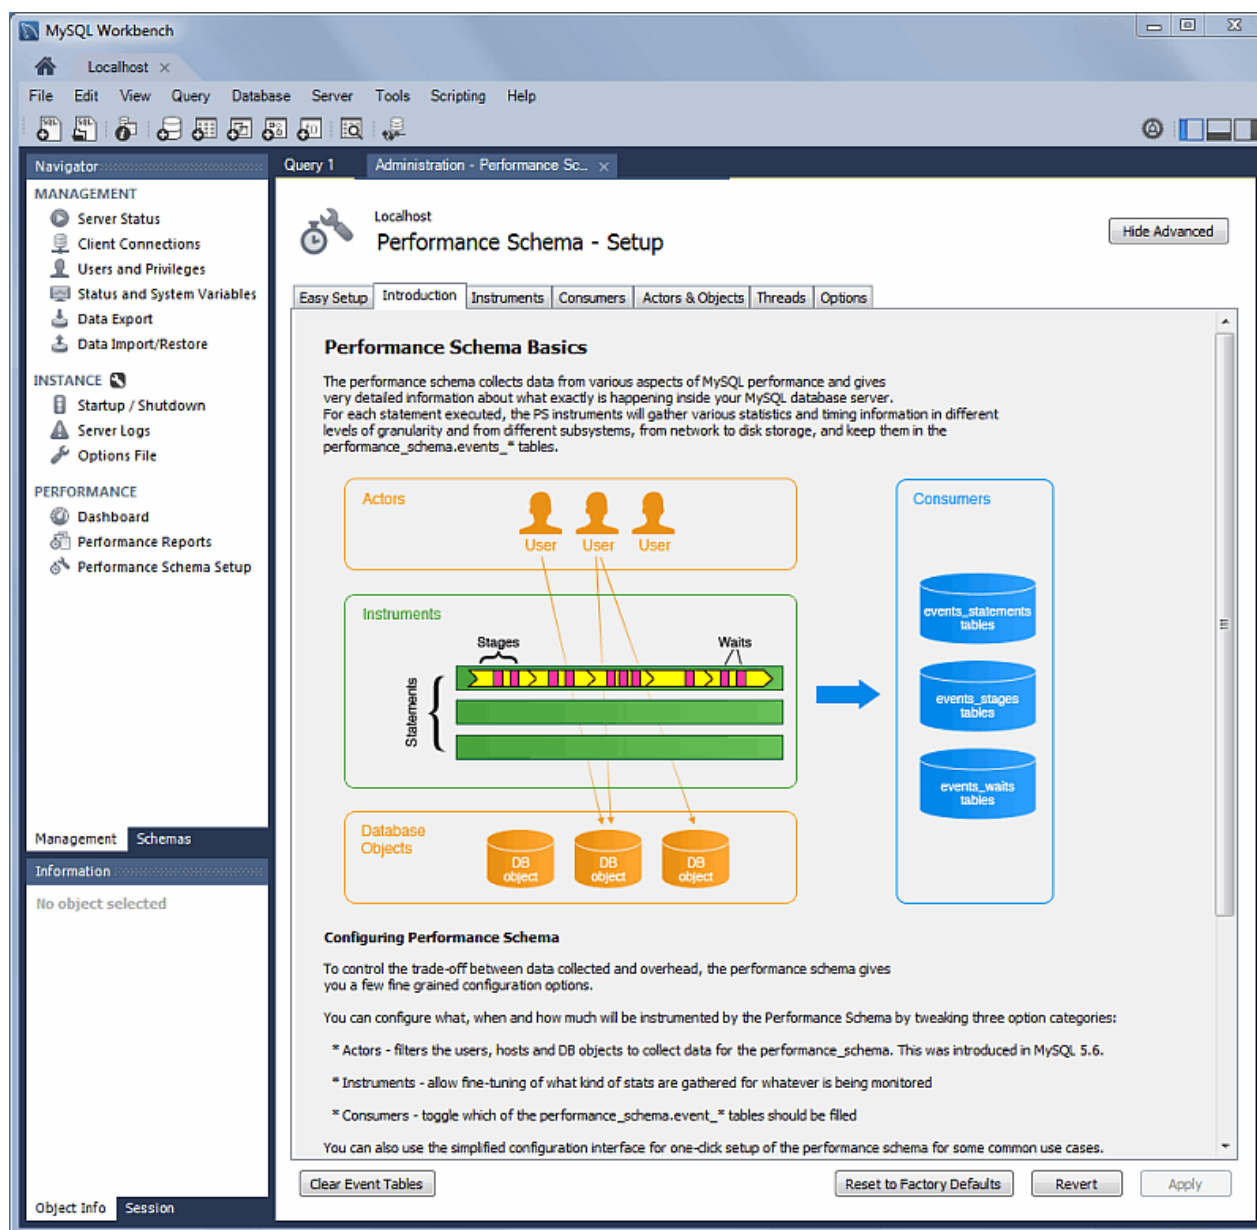 MySQL Workbench
Localhost
File Edit View Query Database Server Tools Scripting Help
Navigator
MANAGEMENT
Server Status
Client Connections
Users and Privileges
Status and System Variables
Data Export
Data Import/Restore
INSTANCE
Startup / Shutdown
Server Logs
Options File
PERFORMANCE
Dashboard
Performance Reports
Performance Schema Setup
Management Schemas
Information
No object selected
Object Info Session
Query 1 Administration - Performance Sc...
Localhost
Performance Schema - Setup
Hide Advanced
Easy Setup Introduction Instruments Consumers Actors & Objects Threads Options
Performance Schema Basics
The performance schema collects data from various aspects of MySQL performance and gives
very detailed information about what exactly is happening inside your MySQL database server.
For each statement executed, the PS instruments will gather various statistics and timing information in different
levels of granularity and from different subsystems, from network to disk storage, and keep them in the
performance_schema.events_* tables.
Actors
User User User
Instruments
Stages Waits
Statements
Database
Objects
DB
object
DB
object
DB
object
Consumers
events_statements
tables
events_stages
tables
events_waits
tables
Configuring Performance Schema
To control the trade-off between data collected and overhead, the performance schema gives
you a few fine grained configuration options.
You can configure what, when and how much will be instrumented by the Performance Schema by tweaking three option categories:
* Actors - filters the users, hosts and DB objects to collect data for the performance_schema. This was introduced in MySQL 5.6.
* Instruments - allow fine-tuning of what kind of stats are gathered for whatever is being monitored
* Consumers - toggle which of the performance_schema.event_* tables should be filled
You can also use the simplified configuration interface for one-click setup of the performance schema for some common use cases.
Clear Event Tables Reset to Factory Defaults Revert Apply